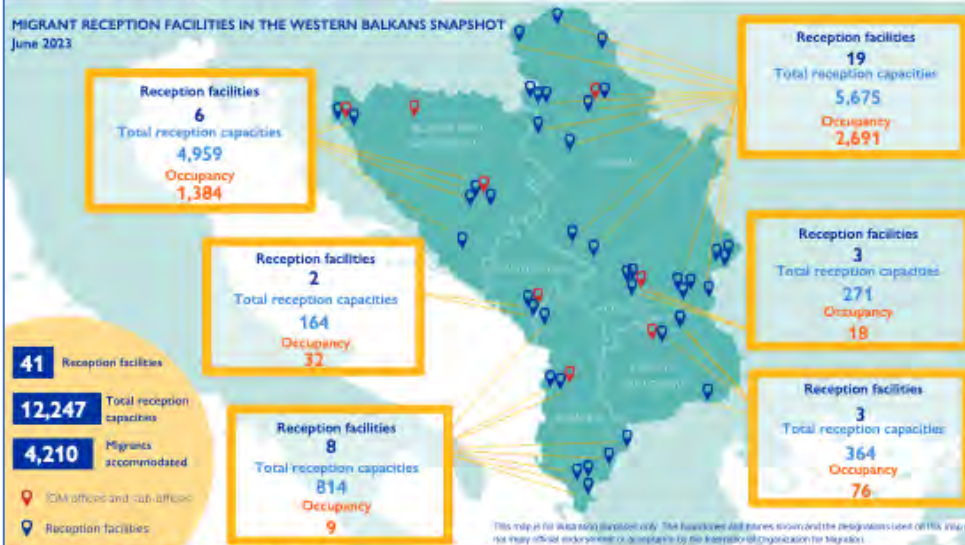 MIGRANT RECEPTION FACILITIES IN THE WESTERN BALKANS SNAPSHOT
June 2023
Reception facilities
6
Total reception capacities
4,959
Occupancy
1,384
Reception facilities
19
Total reception capacities
5,675
Occupancy
2,691
Reception facilities
2
Total reception capacities
164
Occupancy
32
Reception facilities
3
Total reception capacities
271
Occupancy
18
Reception facilities
8
Total reception capacities
814
Occupancy
9
Reception facilities
3
Total reception capacities
364
Occupancy
76
41 Reception facilities
12,247 Total reception
capacities
4,210 Migrants
accommodated
IOM offices and sub-offices
Reception facilities
This map is for illustration purposes only. The boundaries and names shown and the designations used on this map
not imply official endorsement or acceptance by the International Organization for Migration.